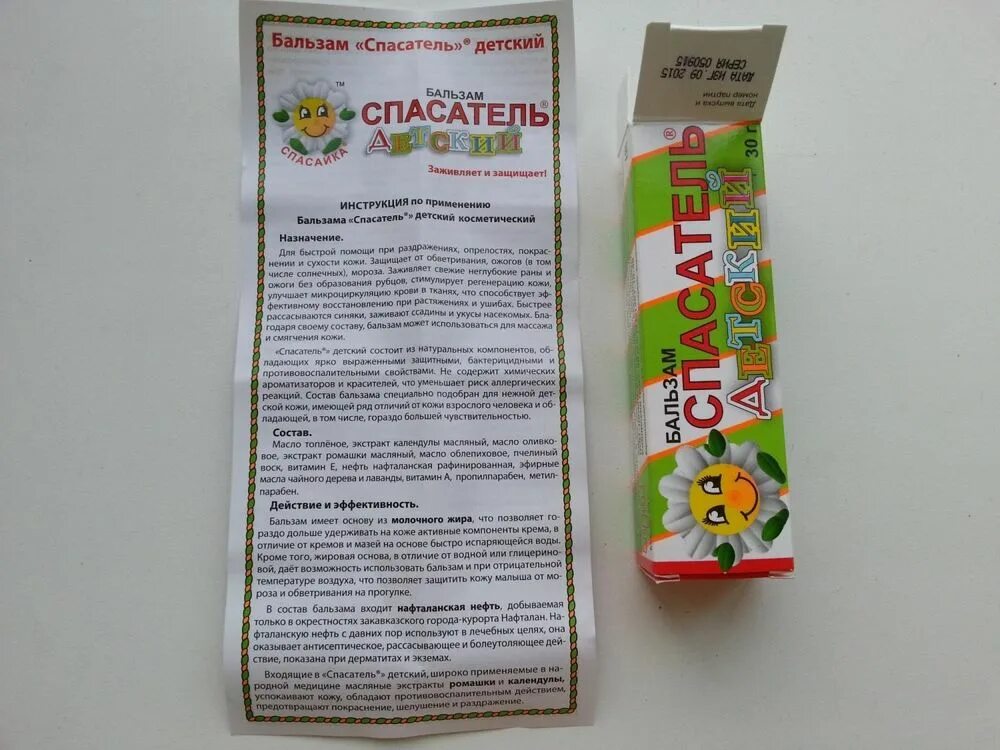 Бальзам «Спасатель»® детский
™
СПАСАЙКА
БАЛЬЗАМ
СПАСАТЕЛЬ®
ДЕТСКИЙ
Заживляет и защищает!
ИНСТРУКЦИЯ по применению
Бальзама «Спасатель®» детский косметический
Назначение.
Для быстрой помощи при раздражениях, опрелостях, покрас-
нении и сухости кожи. Защищает от обветривания, ожогов (в том
числе солнечных), мороза. Заживляет свежие неглубокие раны и
ожоги без образования рубцов, стимулирует регенерацию кожи,
улучшает микроциркуляцию крови в тканях, что способствует эф-
фективному восстановлению при растяжениях и ушибах. Быстрее
рассасываются синяки, заживают ссадины и укусы насекомых. Бла-
годаря своему составу, бальзам может использоваться для массажа
и смягчения кожи.
«Спасатель®» детский состоит из натуральных компонентов, об-
ладающих ярко выраженными защитными, бактерицидными и
противовоспалительными свойствами. Не содержит химических
ароматизаторов и красителей, что уменьшает риск аллергических
реакций. Состав бальзама специально подобран для нежной дет-
ской кожи, имеющей ряд отличий от кожи взрослого человека и об-
ладающей, в том числе, гораздо большей чувствительностью.
Состав.
Масло топлёное, экстракт календулы масляный, масло оливко-
вое, экстракт ромашки масляный, масло облепиховое, пчелиный
воск, витамин Е, нефть нафталанская рафинированная, эфирные
масла чайного дерева и лаванды, витамин А, пропилпарабен, метил-
парабен.
Действие и эффективность.
Бальзам имеет основу из молочного жира, что позволяет го-
раздо дольше удерживать на коже активные компоненты крема, в
отличие от кремов и мазей на основе быстро испаряющейся воды.
Кроме того, жировая основа, в отличие от водной или глицерино-
вой, даёт возможность использовать бальзам и при отрицательной
температуре воздуха, что позволяет защитить кожу малыша от мо-
роза и обветривания на прогулке.
В состав бальзама входит нафталанская нефть, добываемая
только в окрестностях закавказского города-курорта Нафталан. На-
фталанскую нефть с давних пор используют в лечебных целях, она
оказывает антисептическое, рассасывающее и болеутоляющее дей-
ствие, показана при дерматитах и экземах.
Входящие в «Спасатель®» детский, широко применяемые в на-
родной медицине масляные экстракты ромашки и календулы,
успокаивают кожу, обладают противовоспалительным действием,
предотвращают покраснение, шелушение и раздражение.
Дата выпуска и
номер партии
ДАТА ИЗГ. 09 2015
СЕРИЯ 050915
БАЛЬЗАМ
СПАСАТЕЛЬ®
ДЕТСКИЙ
30 г